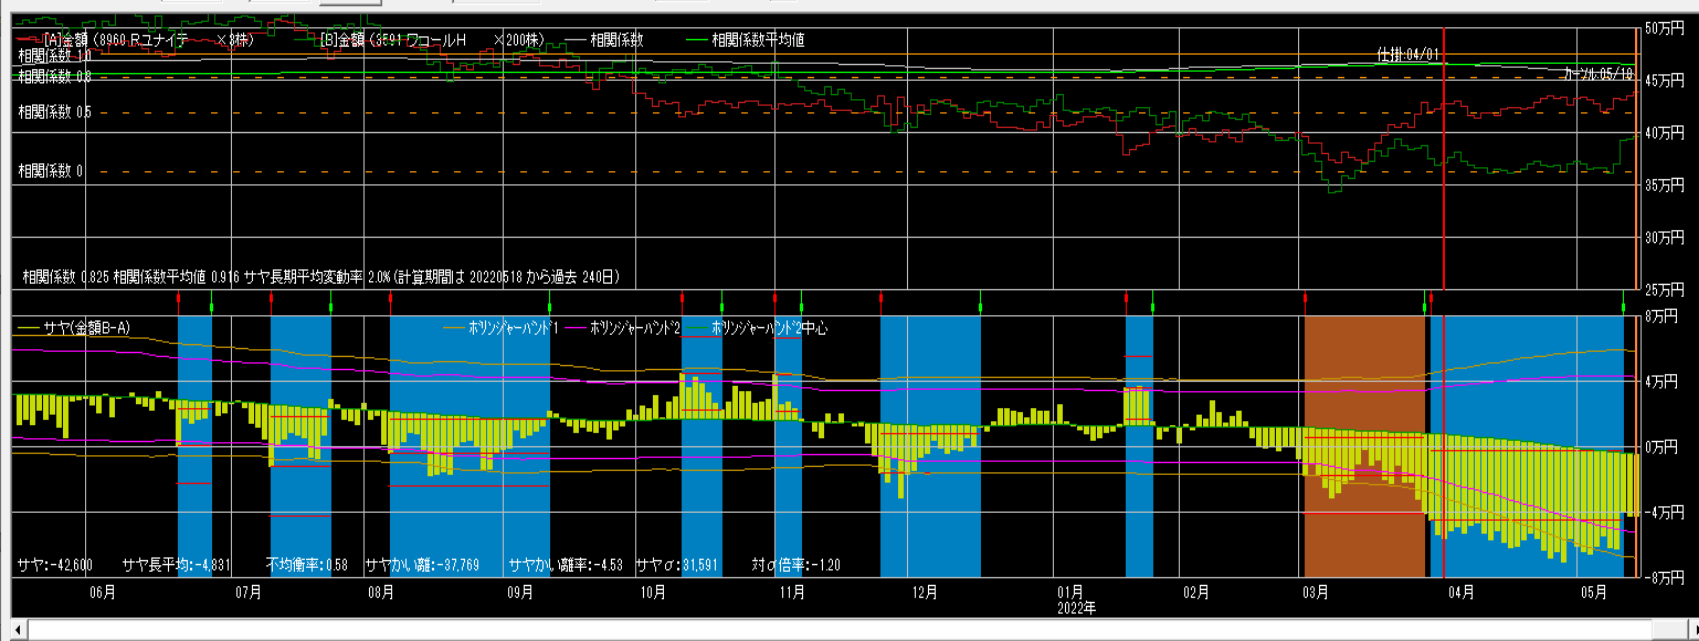 [A]金額 (8960 Rユナイテ ×3株) [B]金額 (3591 ワコールH ×200株) 相関係数 相関係数平均値
50万円
相関係数 1.0
仕掛:04/01
相関係数 0.8
カーソル:05/18
45万円
相関係数 0.5
40万円
相関係数 0
35万円
30万円
相関係数 0.825 相関係数平均値 0.916 サヤ長期平均変動率 2.0% (計算期間は 20220518 から過去 240日)
25万円
サヤ(金額B-A) ボリンジャーバンド1 ボリンジャーバンド2 ボリンジャーバンド2中心
8万円
4万円
0万円
-4万円
サヤ:-42,600 サヤ長平均:-4,831 不均衡率:0.58 サヤかい離:-37,769 サヤかい離率:-4.53 サヤσ:31,591 対σ倍率:-1.20
-8万円
06月 07月 08月 09月 10月 11月 12月 01月 02月 03月 04月 05月
2022年